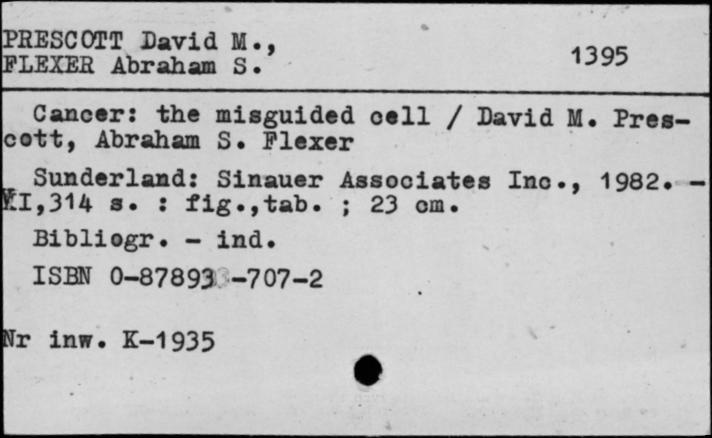 PRESCOTT David M.,
1395
FLEXER Abraham S.
Cancer: the misguided cell / David M. Pres-
cott, Abraham S. Flexer
Sunderland: Sinauer Associates Inc., 1982. -
XI,314 s. : fig.,tab. ; 23 cm.
Bibliogr. - ind.
ISBN 0-87893-707-2
Nr inw. K-1935